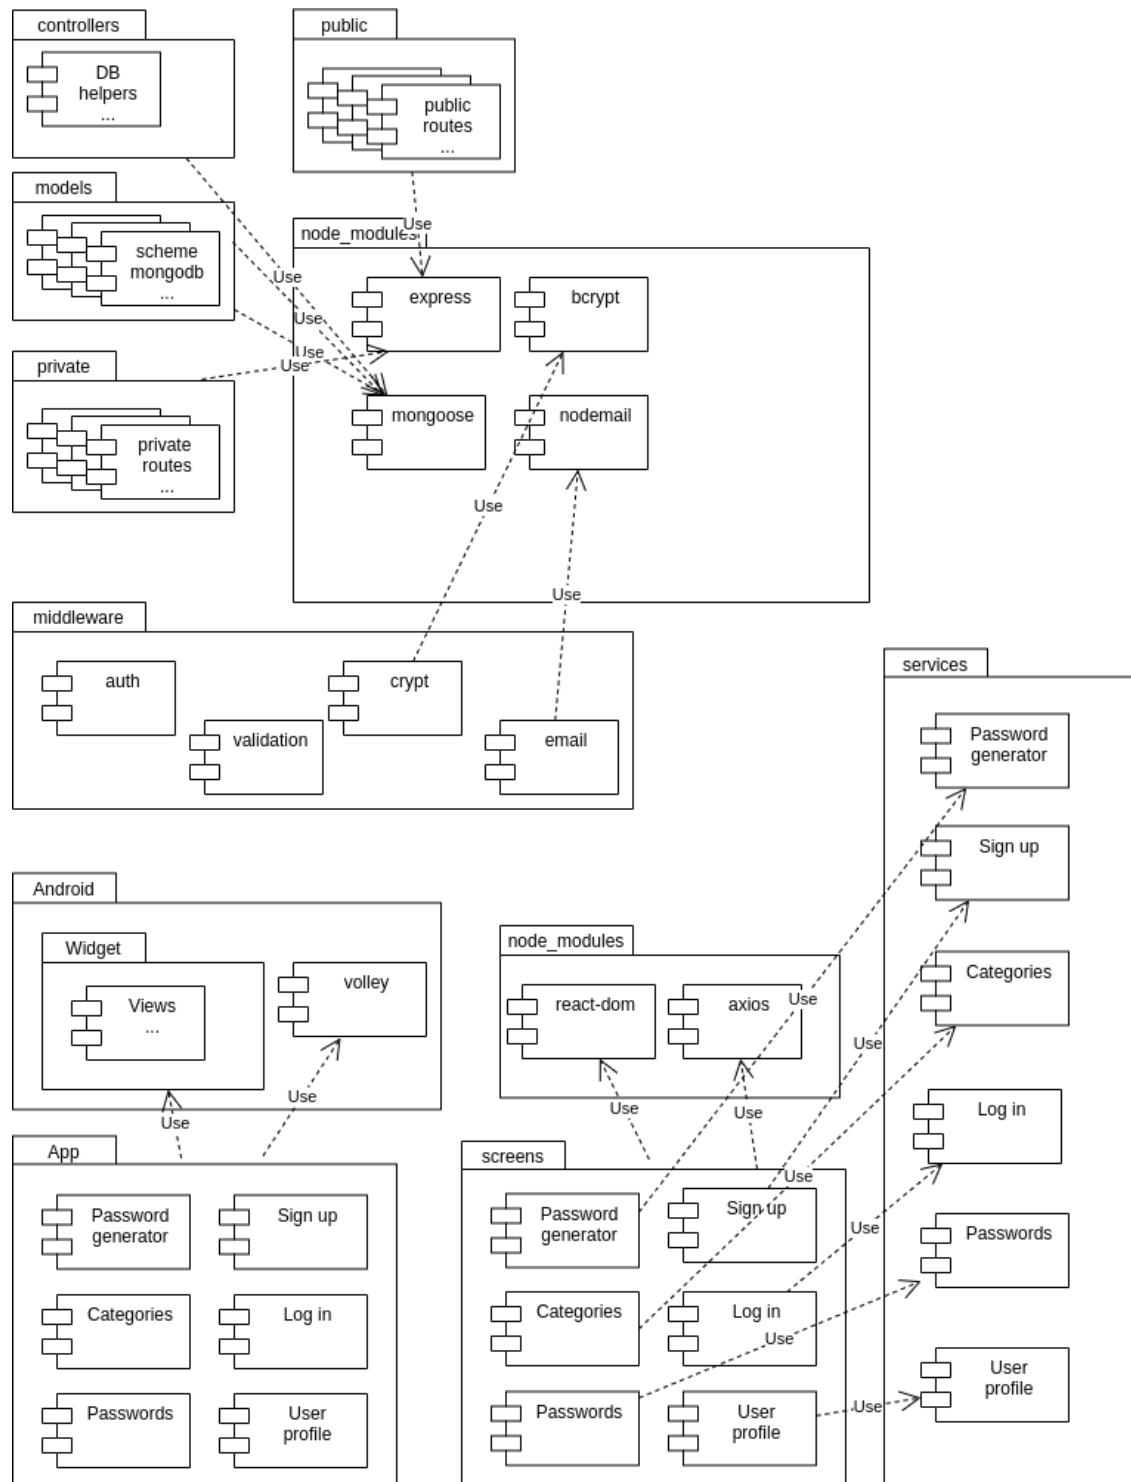 controllers
DB
helpers
...
public
public
routes
...
models
scheme
mongodb
...
Use
node_modules
express
bcrypt
Use
Use
Use
Use
private
private
routes
...
mongoose
nodemail
Use
Use
middleware
auth
crypt
validation
email
services
Password
generator
Sign up
Categories
Log in
Passwords
User
profile
Android
Widget
Views
...
volley
Use
Use
node_modules
react-dom
axios
Use
Use
Use
Use
Use
Use
Use
Use
App
Password
generator
Sign up
Categories
Log in
Passwords
User
profile
screens
Password
generator
Sign up
Categories
Log in
Passwords
User
profile